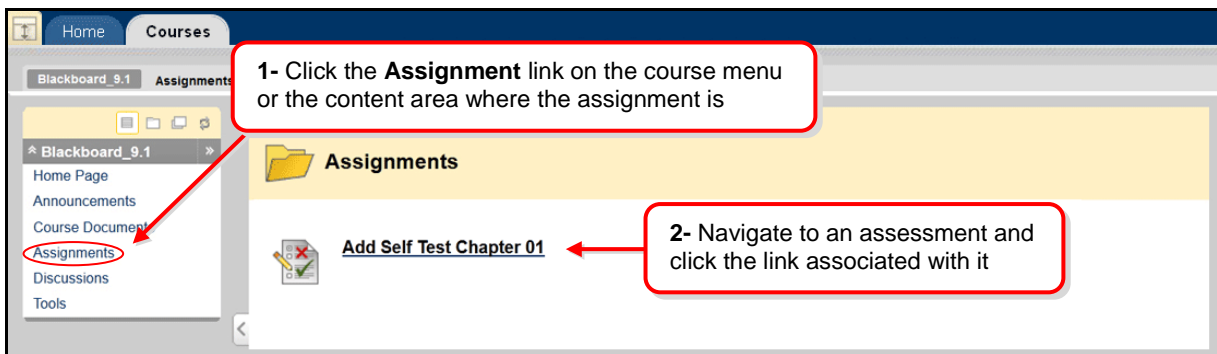 Home Courses
Blackboard_9.1 Assignments
1- Click the Assignment link on the course menu
or the content area where the assignment is
Blackboard_9.1
Home Page
Announcements
Course Document
Assignments
Discussions
Tools
Assignments
Add Self Test Chapter 01
2- Navigate to an assessment and
click the link associated with it